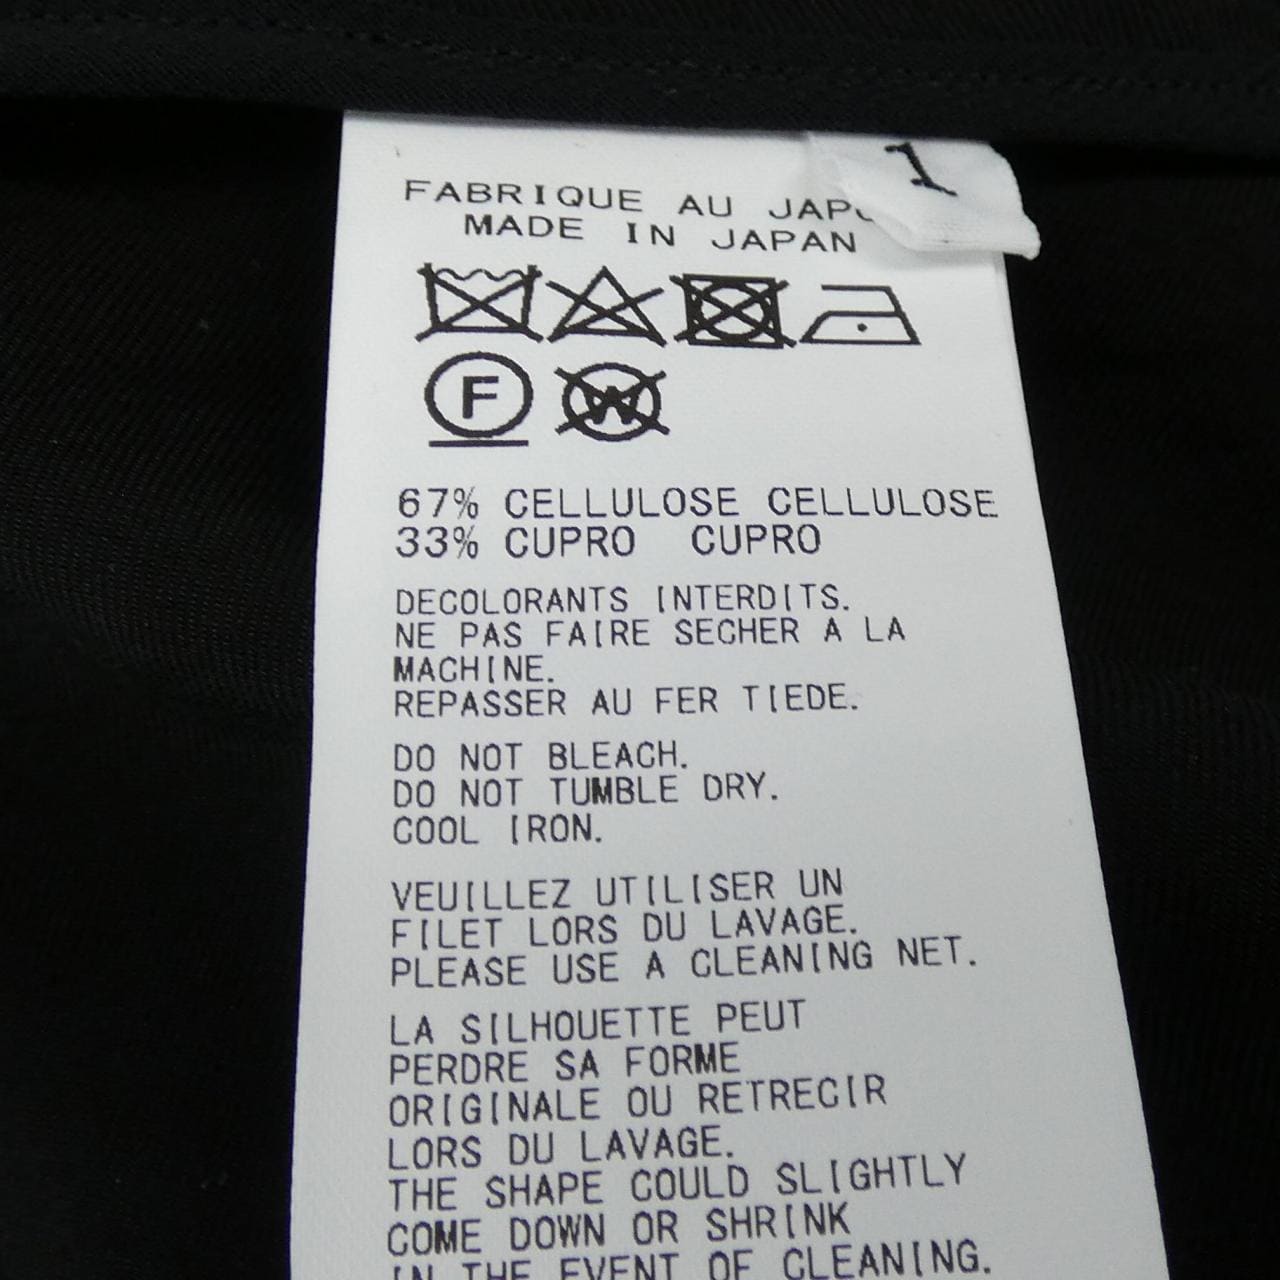 1
FABRIQUE AU
MADE IN JAPAN
F
W
67% CELLULOSE CELLULOSE
33% CUPRO CUPRO
DECOLORANTS INTERDITS.
NE PAS FAIRE SECHER A LA
MACHINE.
REPASSER AU FER TIEDE.
DO NOT BLEACH.
DO NOT TUMBLE DRY.
COOL IRON.
VEUILLEZ UTILISER UN
FILET LORS DU LAVAGE.
PLEASE USE A CLEANING NET.
LA SILHOUETTE PEUT
PERDRE SA FORME
ORIGINALE OU RETRECIR
LORS DU LAVAGE.
THE SHAPE COULD SLIGHTLY
COME DOWN OR SHRINK
IN THE EVENT OF CLEANING.